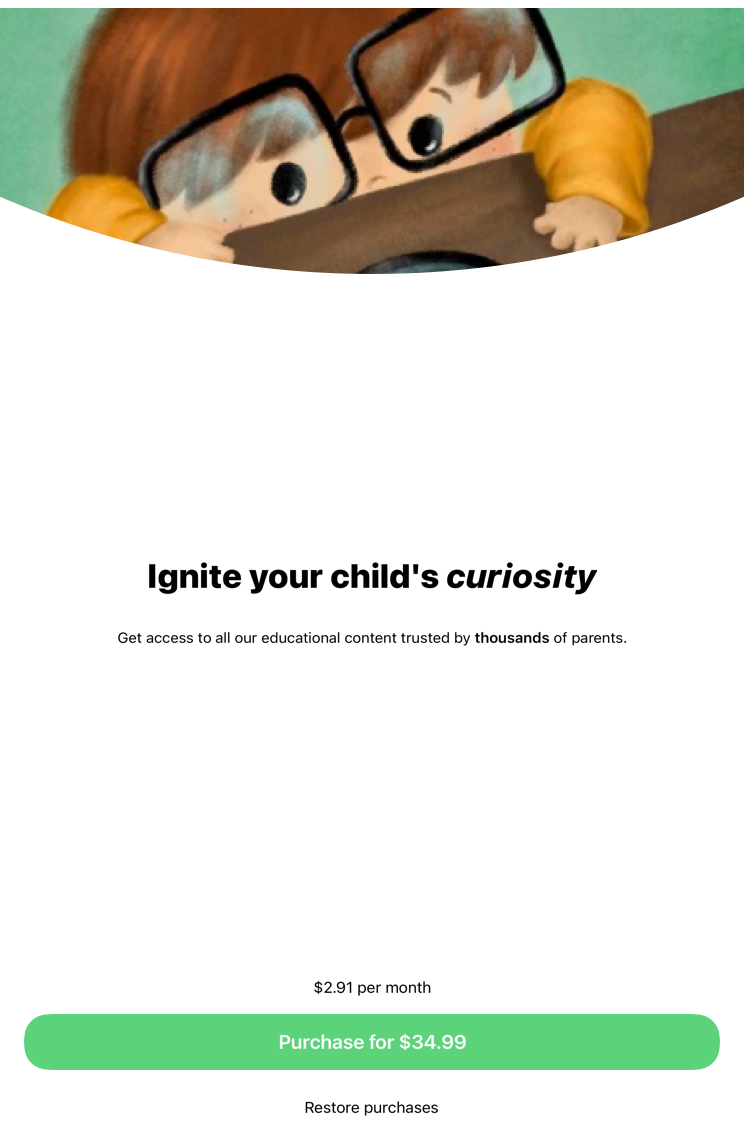 Ignite your child's curiosity
Get access to all our educational content trusted by thousands of parents.
$2.91 per month
Purchase for $34.99
Restore purchases